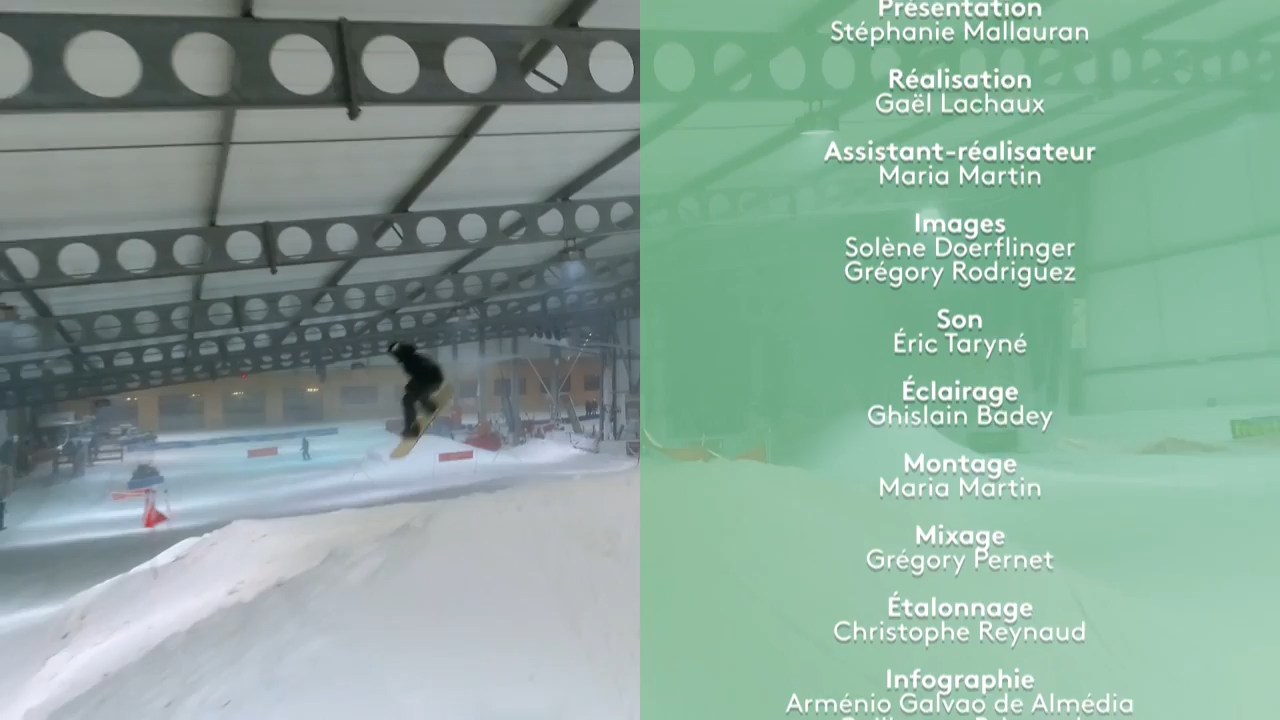 Présentation
Stéphanie Mallauran
Réalisation
Gaël Lachaux
Assistant-réalisateur
Maria Martin
Images
Solène Doerflinger
Grégory Rodriguez
Son
Éric Taryné
Éclairage
Ghislain Badey
Montage
Maria Martin
Mixage
Grégory Pernet
Étalonnage
Christophe Reynaud
Infographie
Arménio Galvao de Almédia